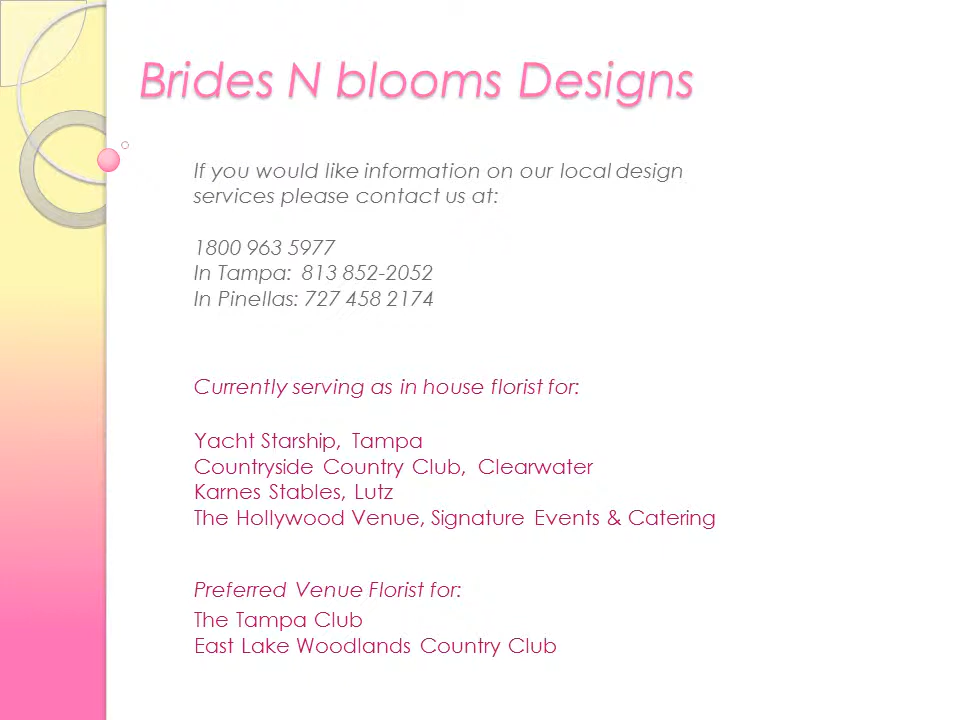 Brides N blooms Designs
If you would like information on our local design
services please contact us at:
1800 963 5977
In Tampa: 813 852-2052
In Pinellas: 727 458 2174
Currently serving as in house florist for:
Yacht Starship, Tampa
Countryside Country Club, Clearwater
Karnes Stables, Lutz
The Hollywood Venue, Signature Events & Catering
Preferred Venue Florist for:
The Tampa Club
East Lake Woodlands Country Club